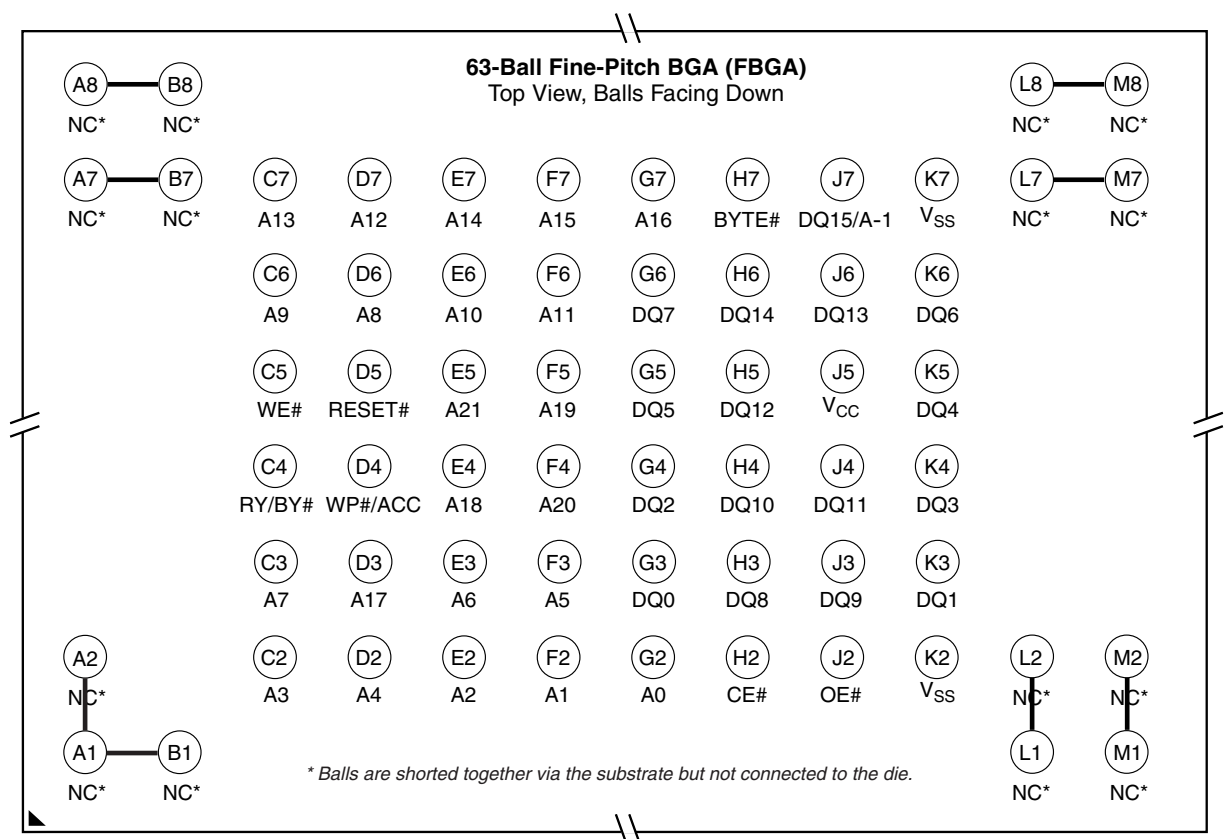 63-Ball Fine-Pitch BGA (FBGA)
Top View, Balls Facing Down
A8 B8 L8 M8
NC* NC* NC* NC*
A7 B7 C7 D7 E7 F7 G7 H7 J7 K7 L7 M7
NC* NC* A13 A12 A14 A15 A16 BYTE# DQ15/A-1 VSS NC* NC*
C6 D6 E6 F6 G6 H6 J6 K6
A9 A8 A10 A11 DQ7 DQ14 DQ13 DQ6
C5 D5 E5 F5 G5 H5 J5 K5
WE# RESET# A21 A19 DQ5 DQ12 VCC DQ4
C4 D4 E4 F4 G4 H4 J4 K4
RY/BY# WP#/ACC A18 A20 DQ2 DQ10 DQ11 DQ3
C3 D3 E3 F3 G3 H3 J3 K3
A7 A17 A6 A5 DQ0 DQ8 DQ9 DQ1
A2 C2 D2 E2 F2 G2 H2 J2 K2 L2 M2
NC* A3 A4 A2 A1 A0 CE# OE# VSS NC* NC*
A1 B1 L1 M1
* Balls are shorted together via the substrate but not connected to the die.
NC* NC* NC* NC*